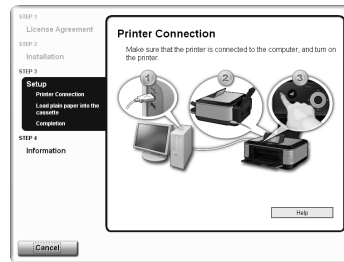 STEP 1
License Agreement
STEP 2
Installation
STEP 3
Setup
Printer Connection
Load plain paper into the
cassette
Completion
STEP 4
Information
Cancel
Printer Connection
Make sure that the printer is connected to the computer, and turn on
the printer.
1
2
3
Help